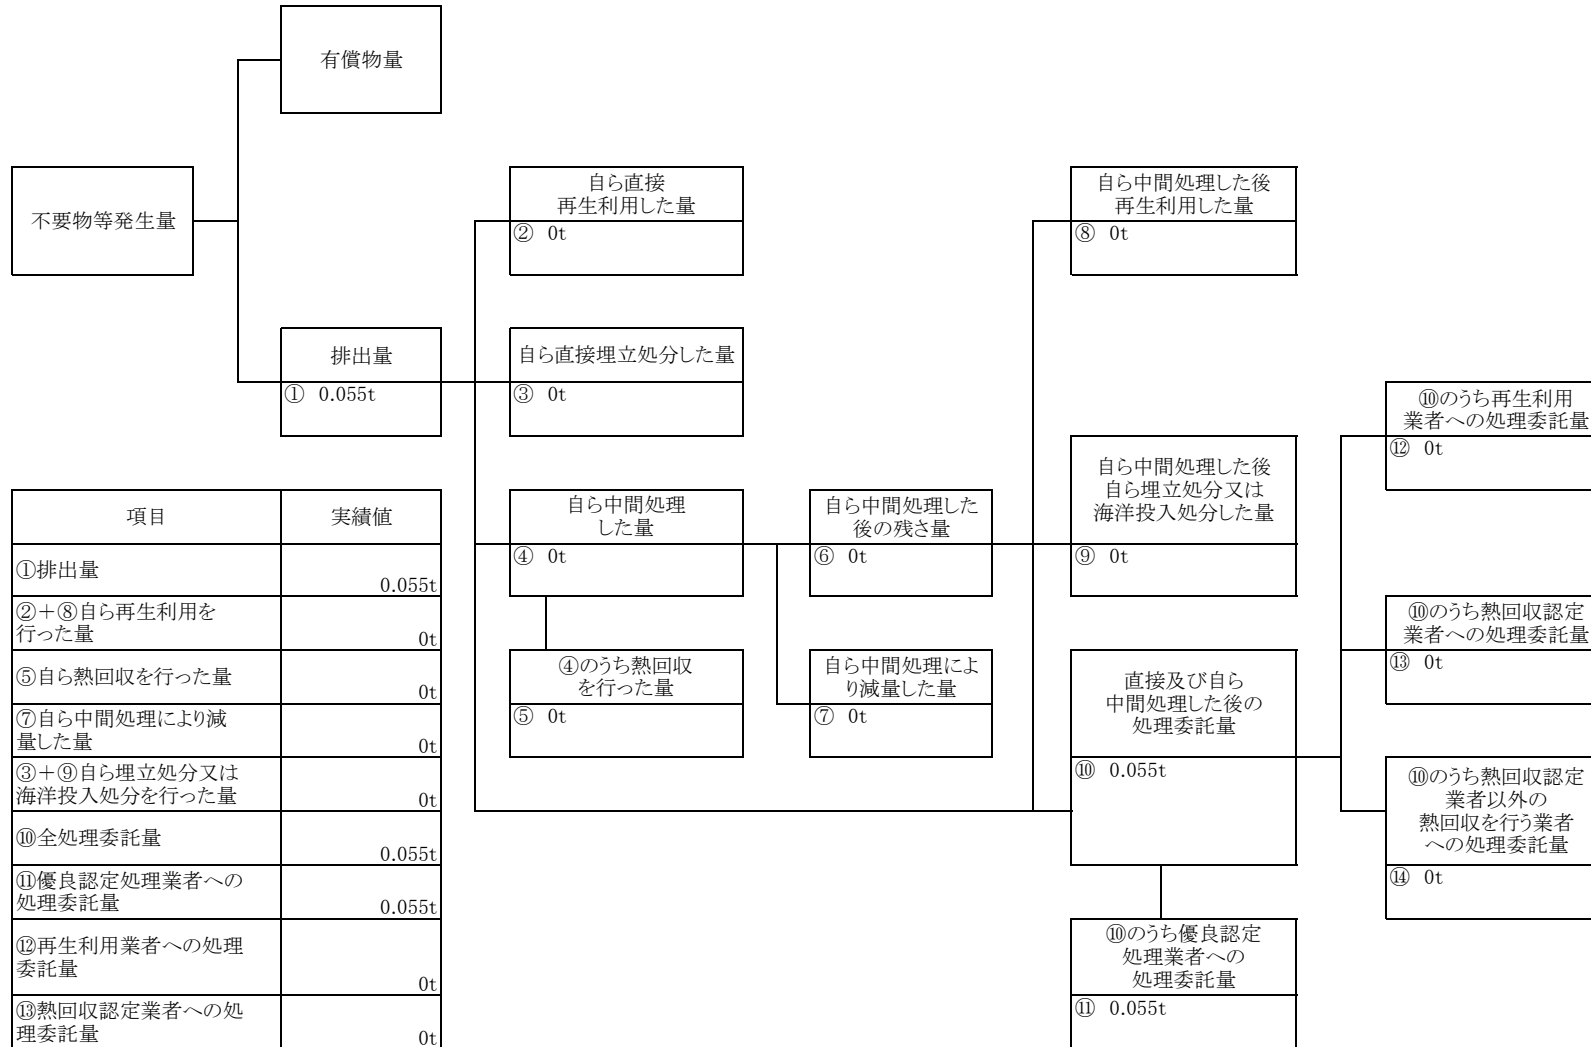 有償物量
不要物等発生量
自ら直接
再生利用した量
② 0t
自ら中間処理した後
再生利用した量
⑧ 0t
排出量
① 0.055t
自ら直接埋立処分した量
③ 0t
⑩のうち再生利用
業者への処理委託量
⑫ 0t
自ら中間処理
した量
④ 0t
自ら中間処理した
後の残さ量
⑥ 0t
自ら中間処理した後
自ら埋立処分又は
海洋投入処分した量
⑨ 0t
⑩のうち熱回収認定
業者への処理委託量
⑬ 0t
④のうち熱回収
を行った量
⑤ 0t
自ら中間処理によ
り減量した量
⑦ 0t
直接及び自ら
中間処理した後の
処理委託量
⑩ 0.055t
⑩のうち熱回収認定
業者以外の
熱回収を行う業者
への処理委託量
⑭ 0t
⑩のうち優良認定
処理業者への
処理委託量
⑪ 0.055t
項目 実績値
①排出量
0.055t
②+⑧自ら再生利用を
行った量
0t
⑤自ら熱回収を行った量
0t
⑦自ら中間処理により減
量した量
0t
③+⑨自ら埋立処分又は
海洋投入処分を行った量
0t
⑩全処理委託量
0.055t
⑪優良認定処理業者への
処理委託量
0.055t
⑫再生利用業者への処理
委託量
0t
⑬熱回収認定業者への処
理委託量
0t